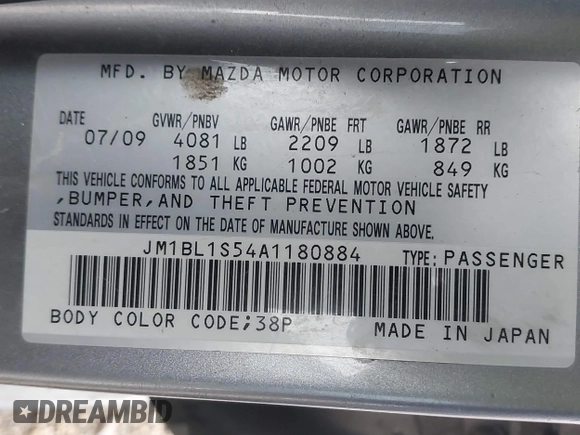 MFD. BY MAZDA MOTOR CORPORATION
DATE GVWR/PNBV GAWR/PNBE FRT GAWR/PNBE RR
07/09 4081 LB 2209 LB 1872 LB
1851 KG 1002 KG 849 KG
THIS VEHICLE CONFORMS TO ALL APPLICABLE FEDERAL MOTOR VEHICLE SAFETY
,BUMPER,AND THEFT PREVENTION
STANDARDS IN EFFECT ON THE DATE OF MANUFACTURE SHOWN ABOVE.
JM1BL1S54A1180884 TYPE: PASSENGER
BODY COLOR CODE;38P MADE IN JAPAN
DREAMBID